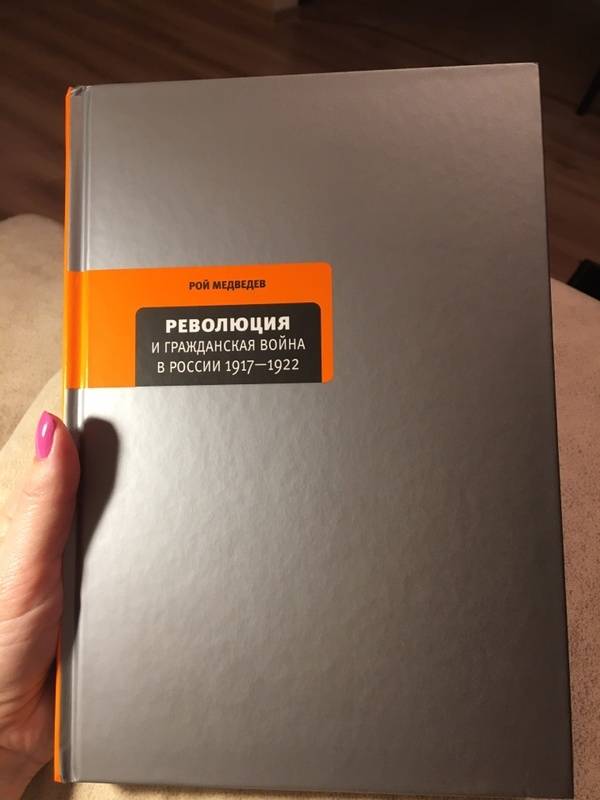 РОЙ МЕДВЕДЕВ
РЕВОЛЮЦИЯ
И ГРАЖДАНСКАЯ ВОЙНА
В РОССИИ 1917—1922